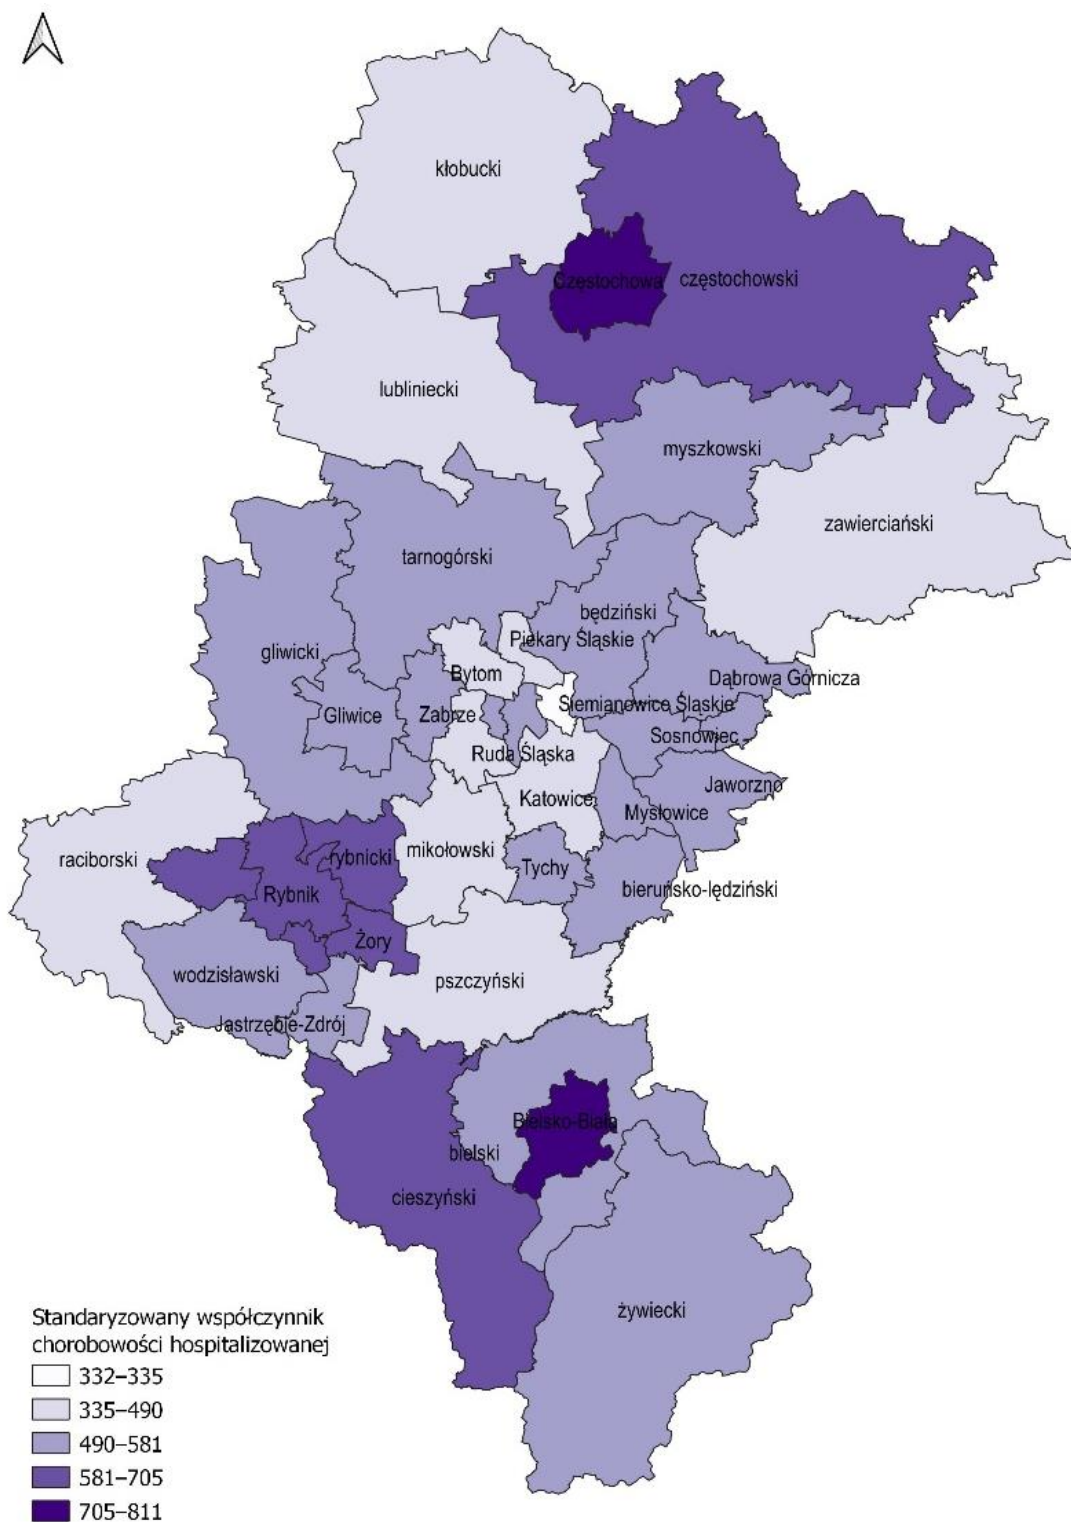 kłobucki
Częstochowa
częstochowski
lubliniecki
myszkowski
zawierciański
tarnogórski
będziński
Piekary Śląskie
gliwicki
Bytom
Dąbrowa Górnicza
Siemianowice Śląskie
Gliwice
Zabrze
Sosnowiec
Ruda Śląska
Jaworzno
Katowice
Mysłowice
mikołowski
rybnicki
raciborski
Tychy
bieruńsko-lędziński
Rybnik
Żory
wodzisławski
pszczyński
Jastrzębie-Zdrój
Bielsko-Biała
bielski
cieszyński
żywiecki
Standaryzowany współczynnik
chorobowości hospitalizowanej
332–335
335–490
490–581
581–705
705–811